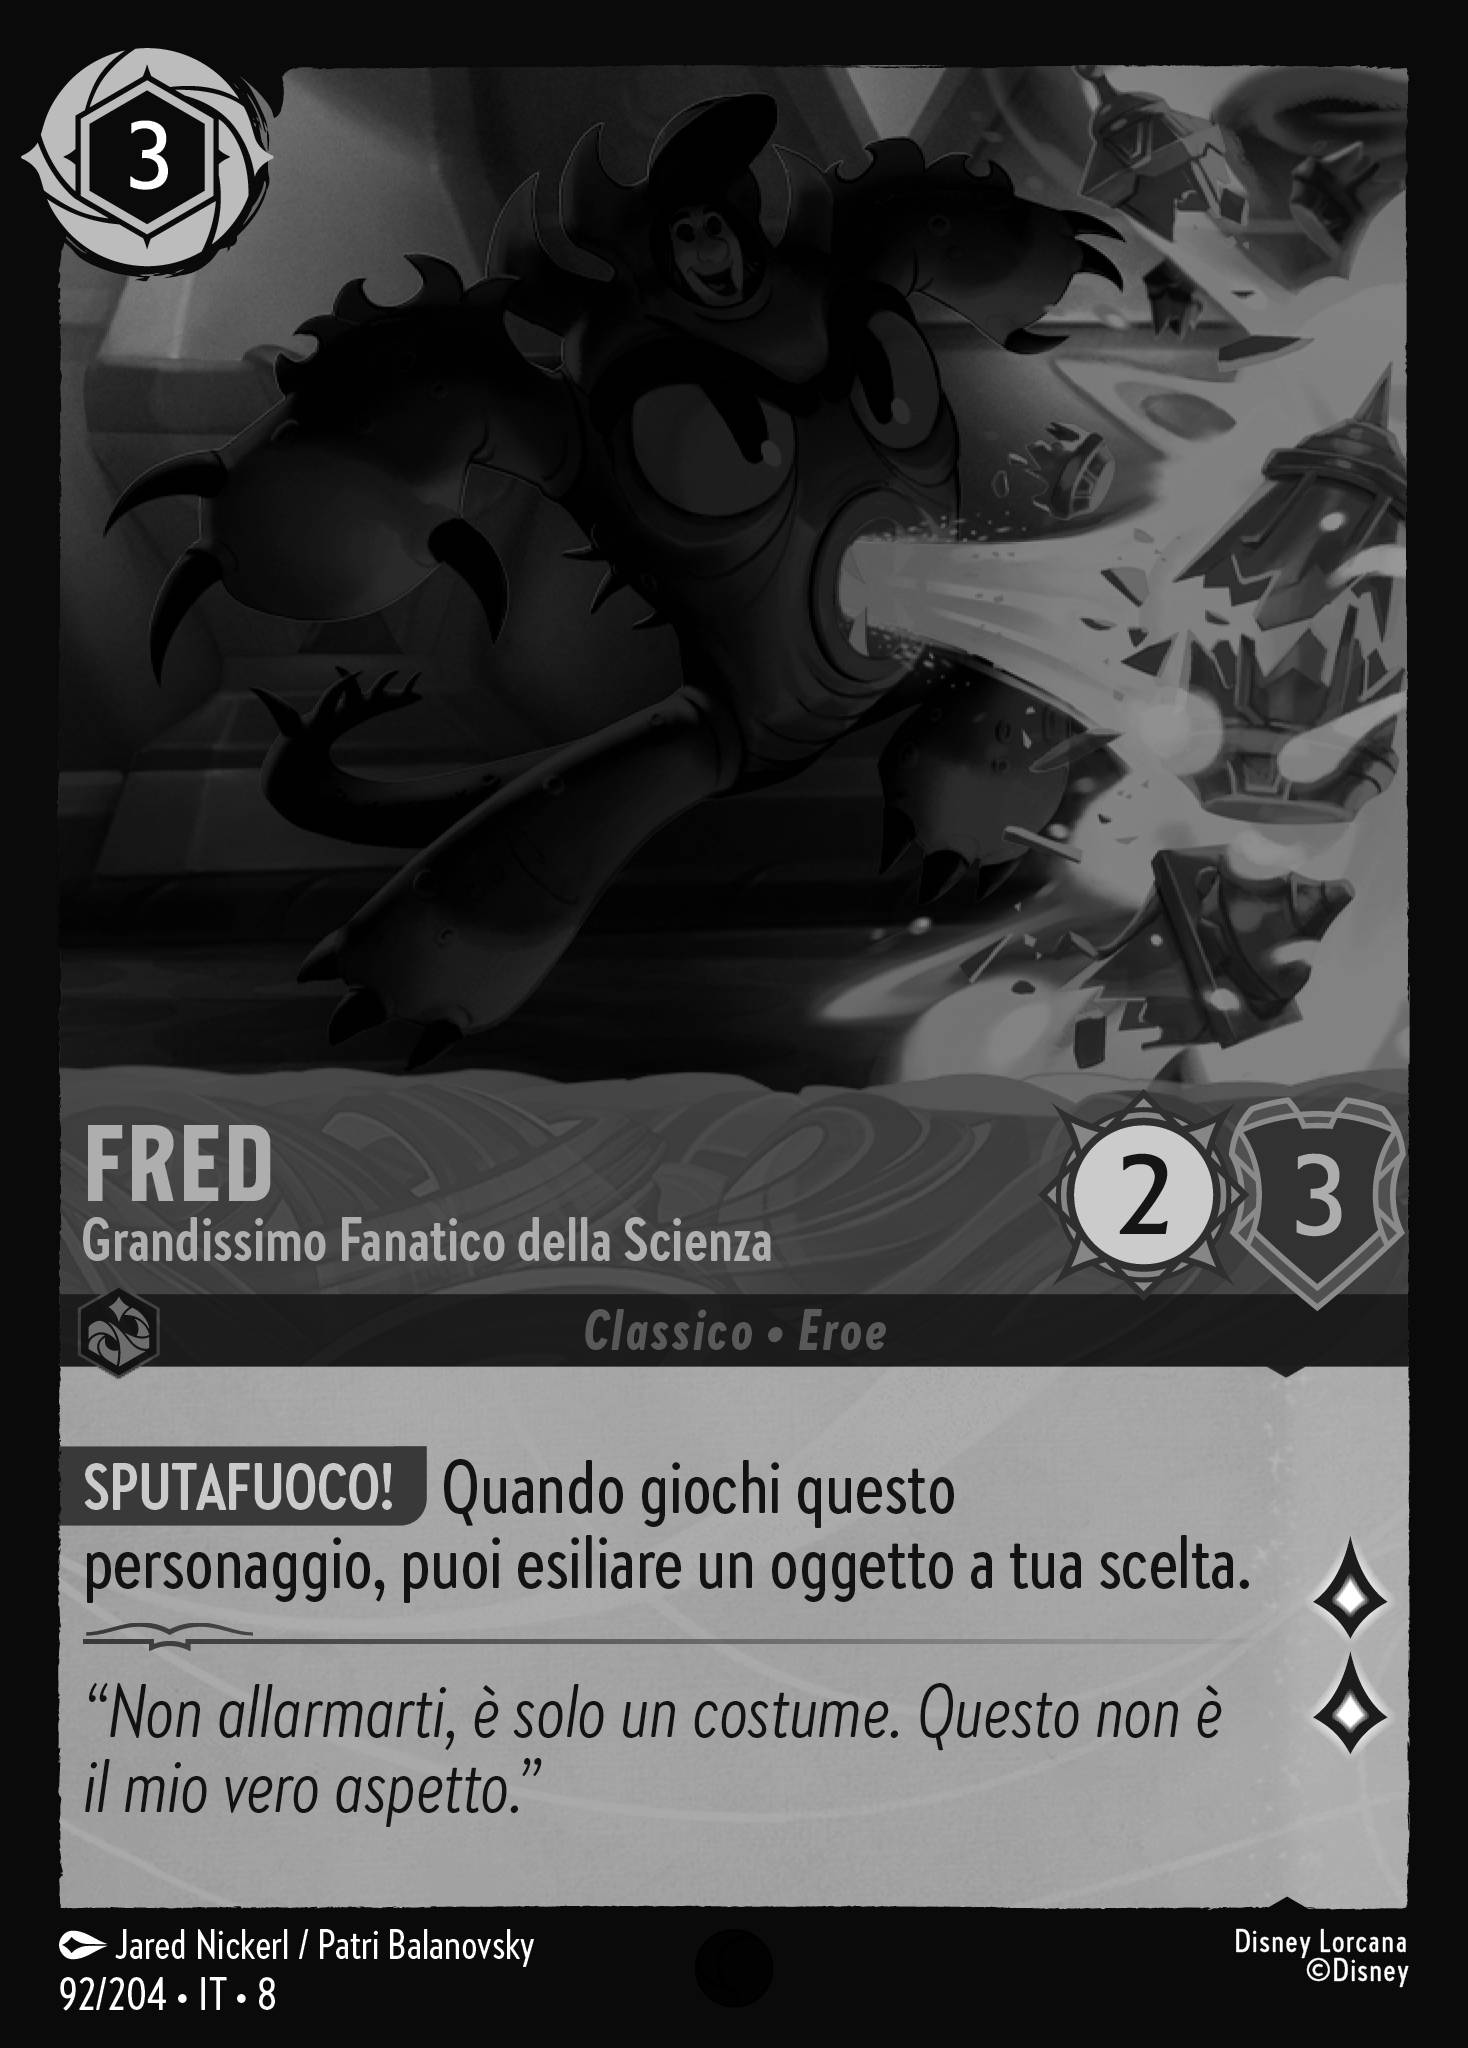 3
FRED
Grandissimo Fanatico della Scienza
2
3
Classico • Eroe
SPUTAFUOCO! Quando giochi questo
personaggio, puoi esiliare un oggetto a tua scelta.
“Non allarmarti, è solo un costume. Questo non è
il mio vero aspetto.”
Jared Nickerl / Patri Balanovsky
92/204 • IT • 8
Disney Lorcana
©Disney